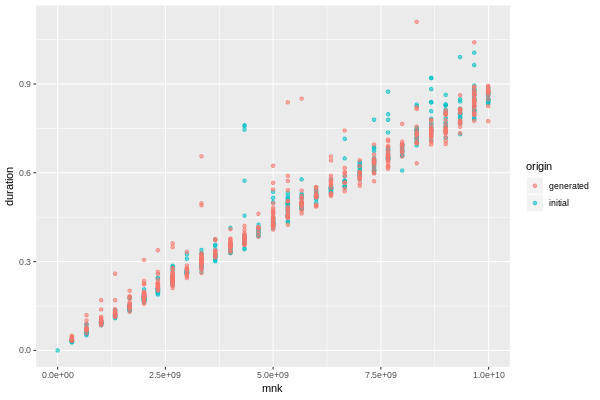 0.9
0.6
0.3
0.0
duration
0.0e+00 2.5e+09 5.0e+09 7.5e+09 1.0e+10
mnk
origin
generated
initial